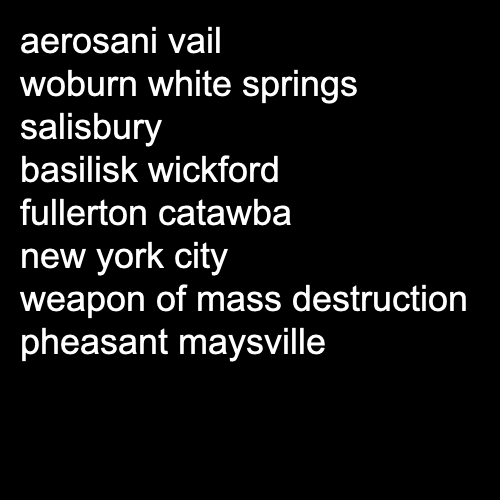 aerosani vail
woburn white springs
salisbury
basilisk wickford
fullerton catawba
new york city
weapon of mass destruction
pheasant maysville